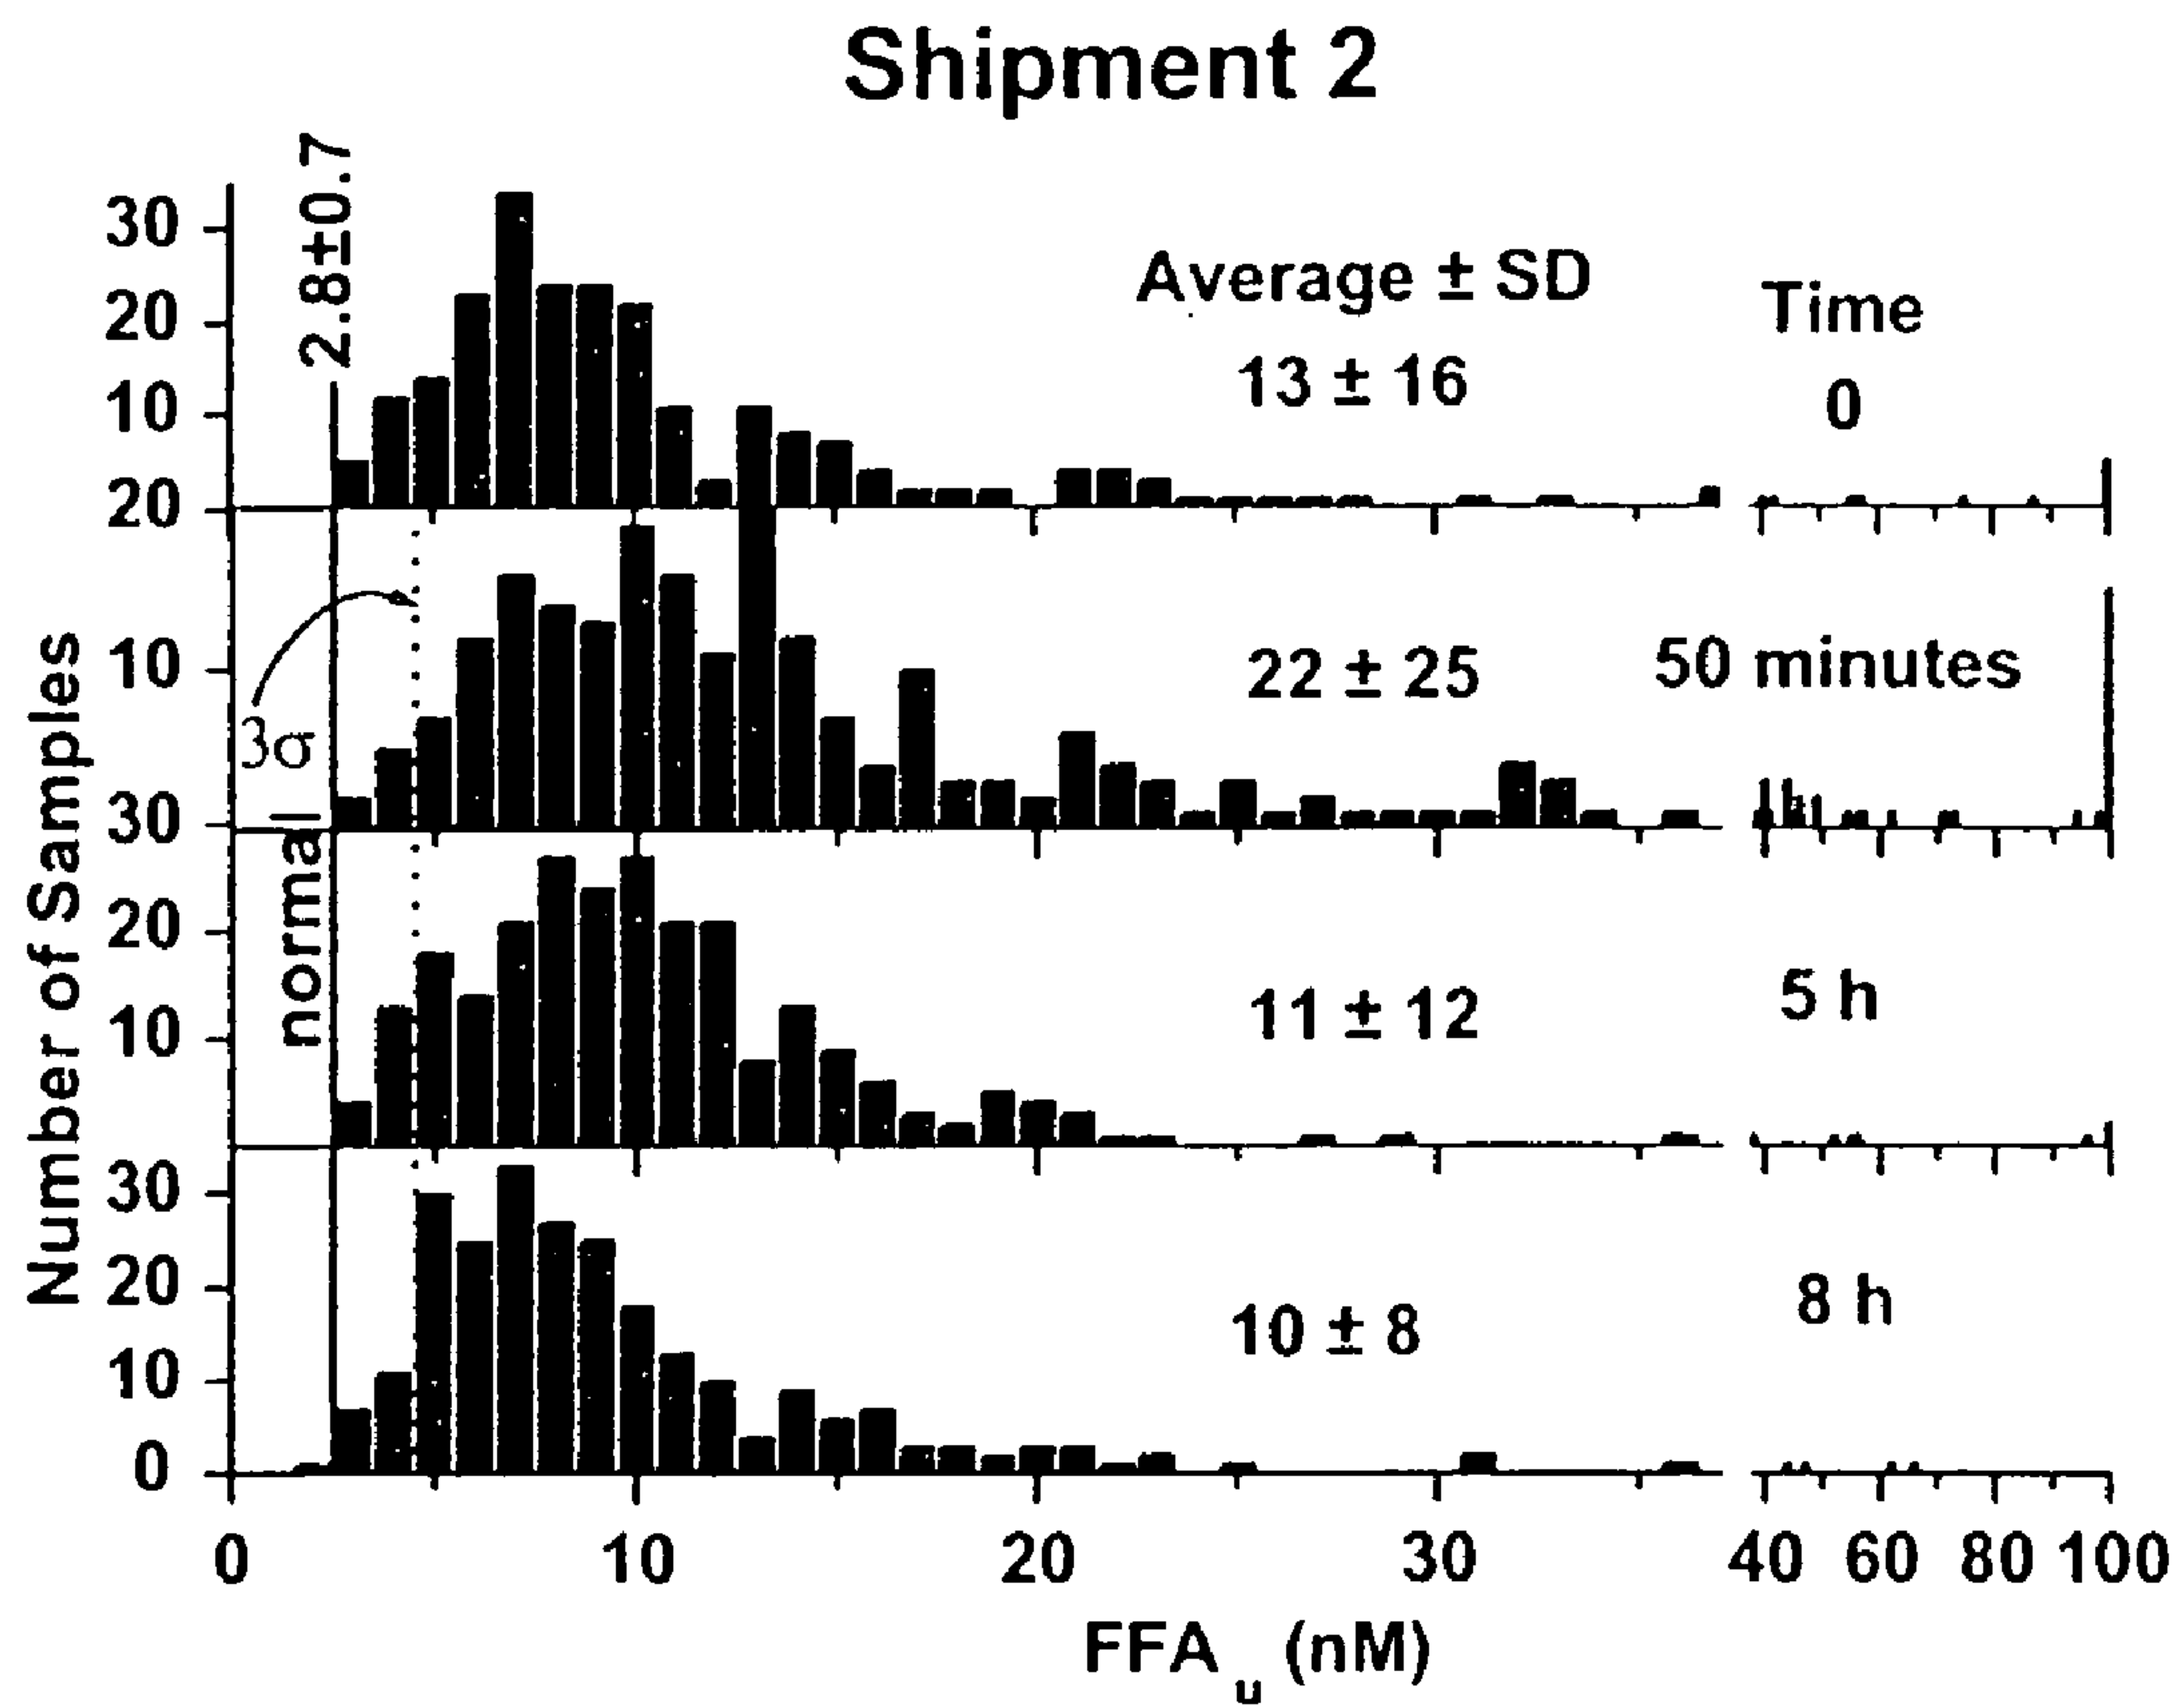 Shipment 2
2.8±0.7
30
20
10
Average ± SD
Time
13 ± 16
0
20
10
22 ± 25
50 minutes
3σ
normal
Number of Samples
30
20
10
11 ± 12
5 h
30
20
10
0
10 ± 8
8 h
0 10 20 30 40 60 80 100
FFA u (nM)